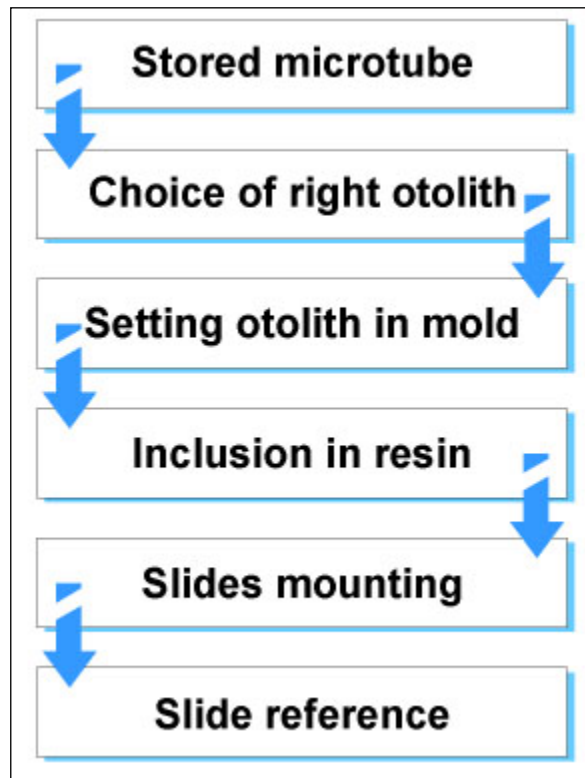 Stored microtube
Choice of right otolith
Setting otolith in mold
Inclusion in resin
Slides mounting
Slide reference